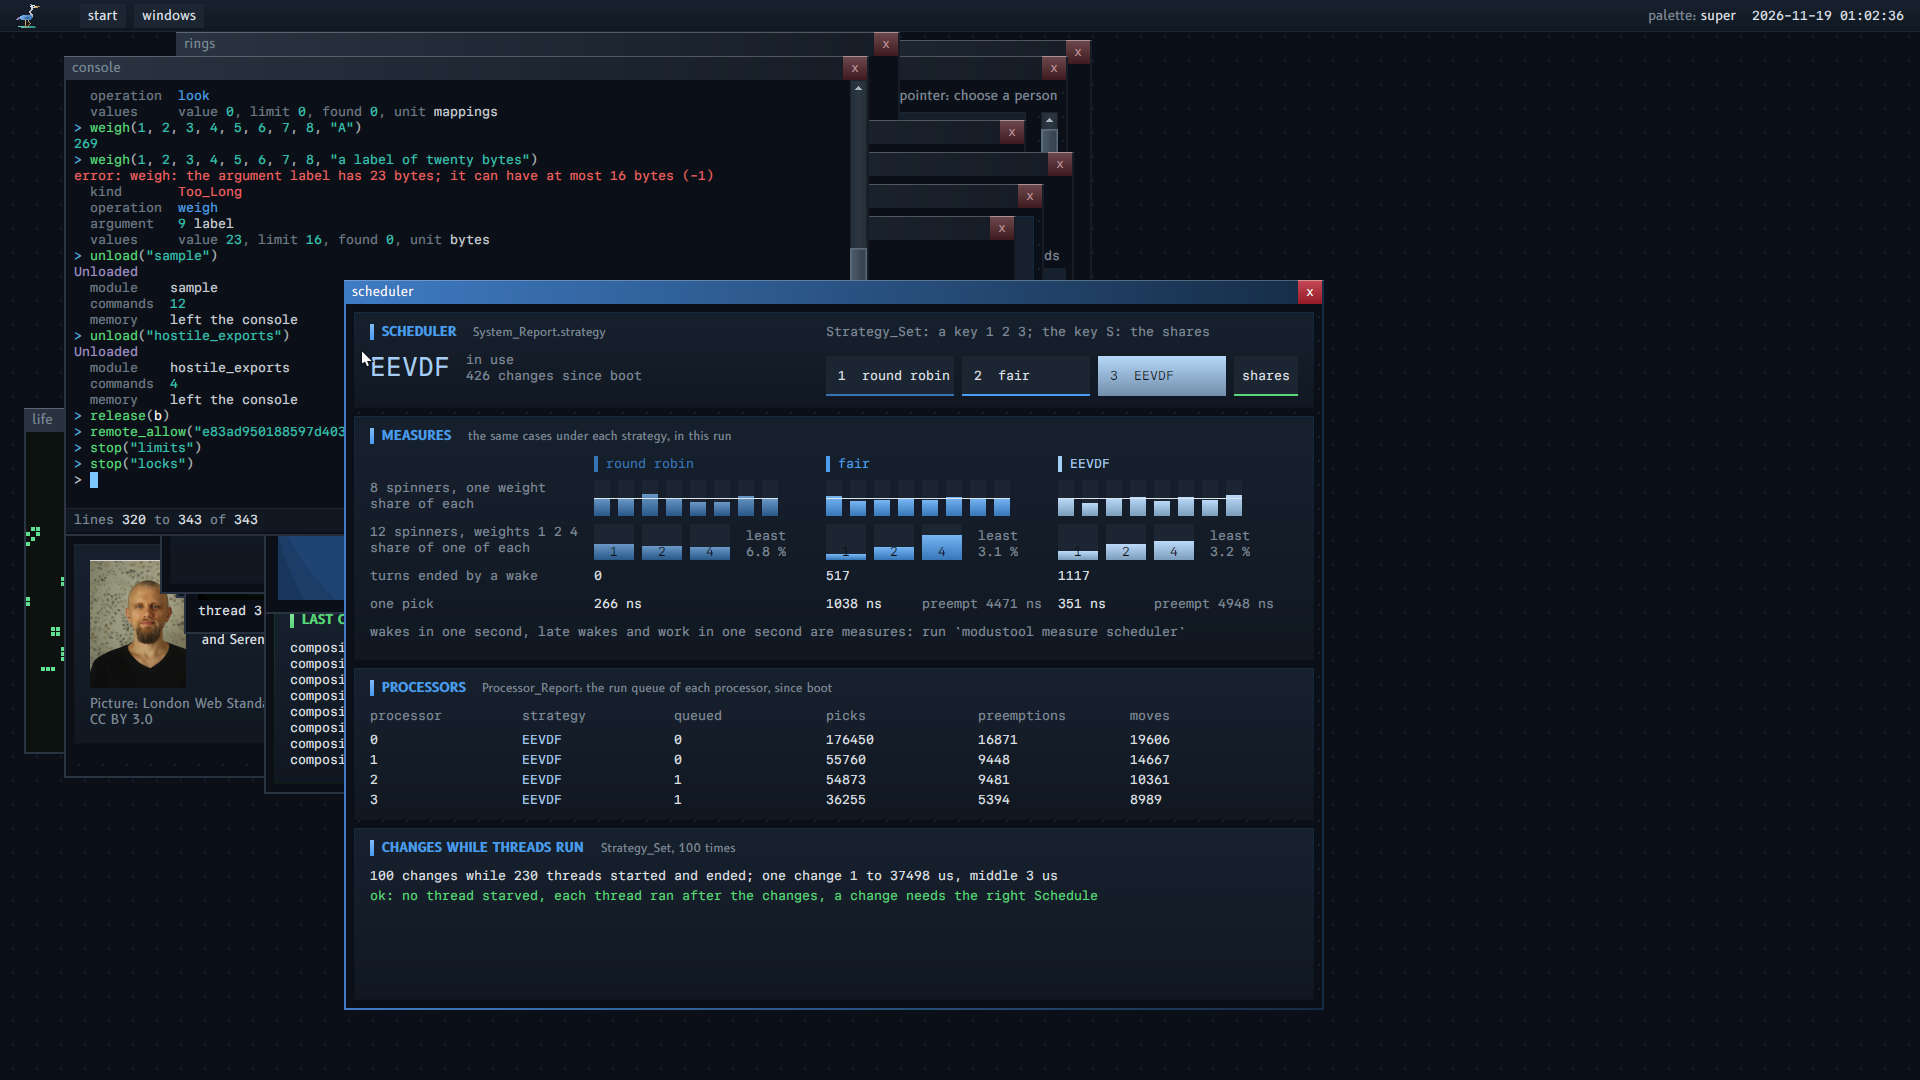 start windows palette: super 2026-11-19 01:02:36
rings x
x
console x
x
operation look
values value 0, limit 0, found 0, unit mappings
pointer: choose a person
> weigh(1, 2, 3, 4, 5, 6, 7, 8, "A")
x
269
> weigh(1, 2, 3, 4, 5, 6, 7, 8, "a label of twenty bytes")
x
error: weigh: the argument label has 23 bytes; it can have at most 16 bytes (-1)
kind Too_Long
x
operation weigh
argument 9 label
x
values value 23, limit 16, found 0, unit bytes
> unload("sample")
ds
Unloaded
module sample
commands 12
memory left the console
> unload("hostile_exports")
Unloaded
module hostile_exports
commands 4
memory left the console
> release(b)
> remote_allow("e83ad950188597d403
> stop("limits")
> stop("locks")
>
lines 320 to 343 of 343
life
thread 3
and Seren
Picture: London Web Standa
CC BY 3.0
LAST C
composi
composi
composi
composi
composi
composi
composi
composi
scheduler x
SCHEDULER System_Report.strategy Strategy_Set: a key 1 2 3; the key S: the shares
EEVDF in use
426 changes since boot
1 round robin 2 fair 3 EEVDF shares
MEASURES the same cases under each strategy, in this run
round robin fair EEVDF
8 spinners, one weight
share of each
12 spinners, weights 1 2 4
share of one of each
1 2 4 least 6.8 %
1 2 4 least 3.1 %
1 2 4 least 3.2 %
turns ended by a wake 0 517 1117
one pick 266 ns 1038 ns preempt 4471 ns 351 ns preempt 4948 ns
wakes in one second, late wakes and work in one second are measures: run `modustool measure scheduler`
PROCESSORS Processor_Report: the run queue of each processor, since boot
processor strategy queued picks preemptions moves
0 EEVDF 0 176450 16871 19606
1 EEVDF 0 55760 9448 14667
2 EEVDF 1 54873 9481 10361
3 EEVDF 1 36255 5394 8989
CHANGES WHILE THREADS RUN Strategy_Set, 100 times
100 changes while 230 threads started and ended; one change 1 to 37498 us, middle 3 us
ok: no thread starved, each thread ran after the changes, a change needs the right Schedule